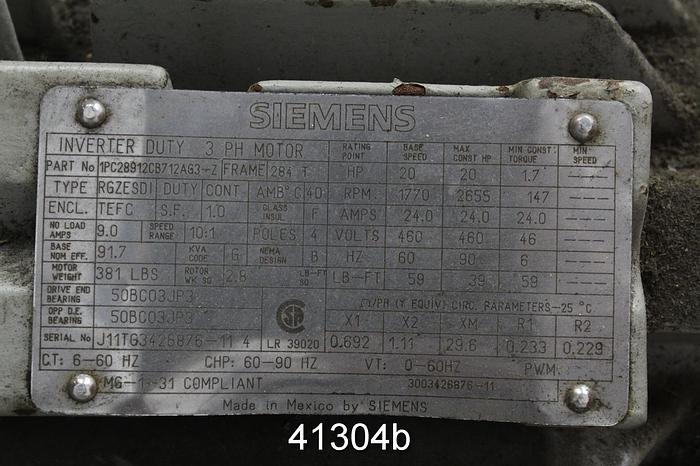 SIEMENS
INVERTER DUTY 3 PH MOTOR RATING POINT MAX CONST HP MIN CONST TORQUE MIN SPEED
PART No 1PC28912CB712AG3-Z FRAME 284 T HP 20 20 1.7 ---
TYPE RGZESDI DUTY CONT AMB°C 40 RPM 1770 2655 147 ---
ENCL. TEFC S.F. 1.0 GLASS INSUL F AMPS 24.0 24.0 24.0 ---
NO LOAD AMPS 9.0 SPEED RANGE 10:1 POLES 4 VOLTS 460 460 46 ---
BASE NOM EFF. 91.7 KVA CODE G NEMA DESIGN B HZ 60 90 6 ---
MOTOR WEIGHT 381 LBS ROTOR WK SQ 2.8 LB-FT SQ LB-FT 59 39 59 ---
DRIVE END BEARING 50BC03JP3 /PH (Y EQUIV) CIRC. PARAMETERS-25 °C
OPP D.E. BEARING 50BC03JP3 X1 X2 XM R1 R2
SERIAL No J11TG3426876-11 4 LR 39020 0.692 1.11 29.6 0.233 0.229
CT: 6-60 HZ CHP: 60-90 HZ VT: 0-60HZ PWM
MG-1-31 COMPLIANT 3003426876-11
Made in Mexico by SIEMENS
41304b